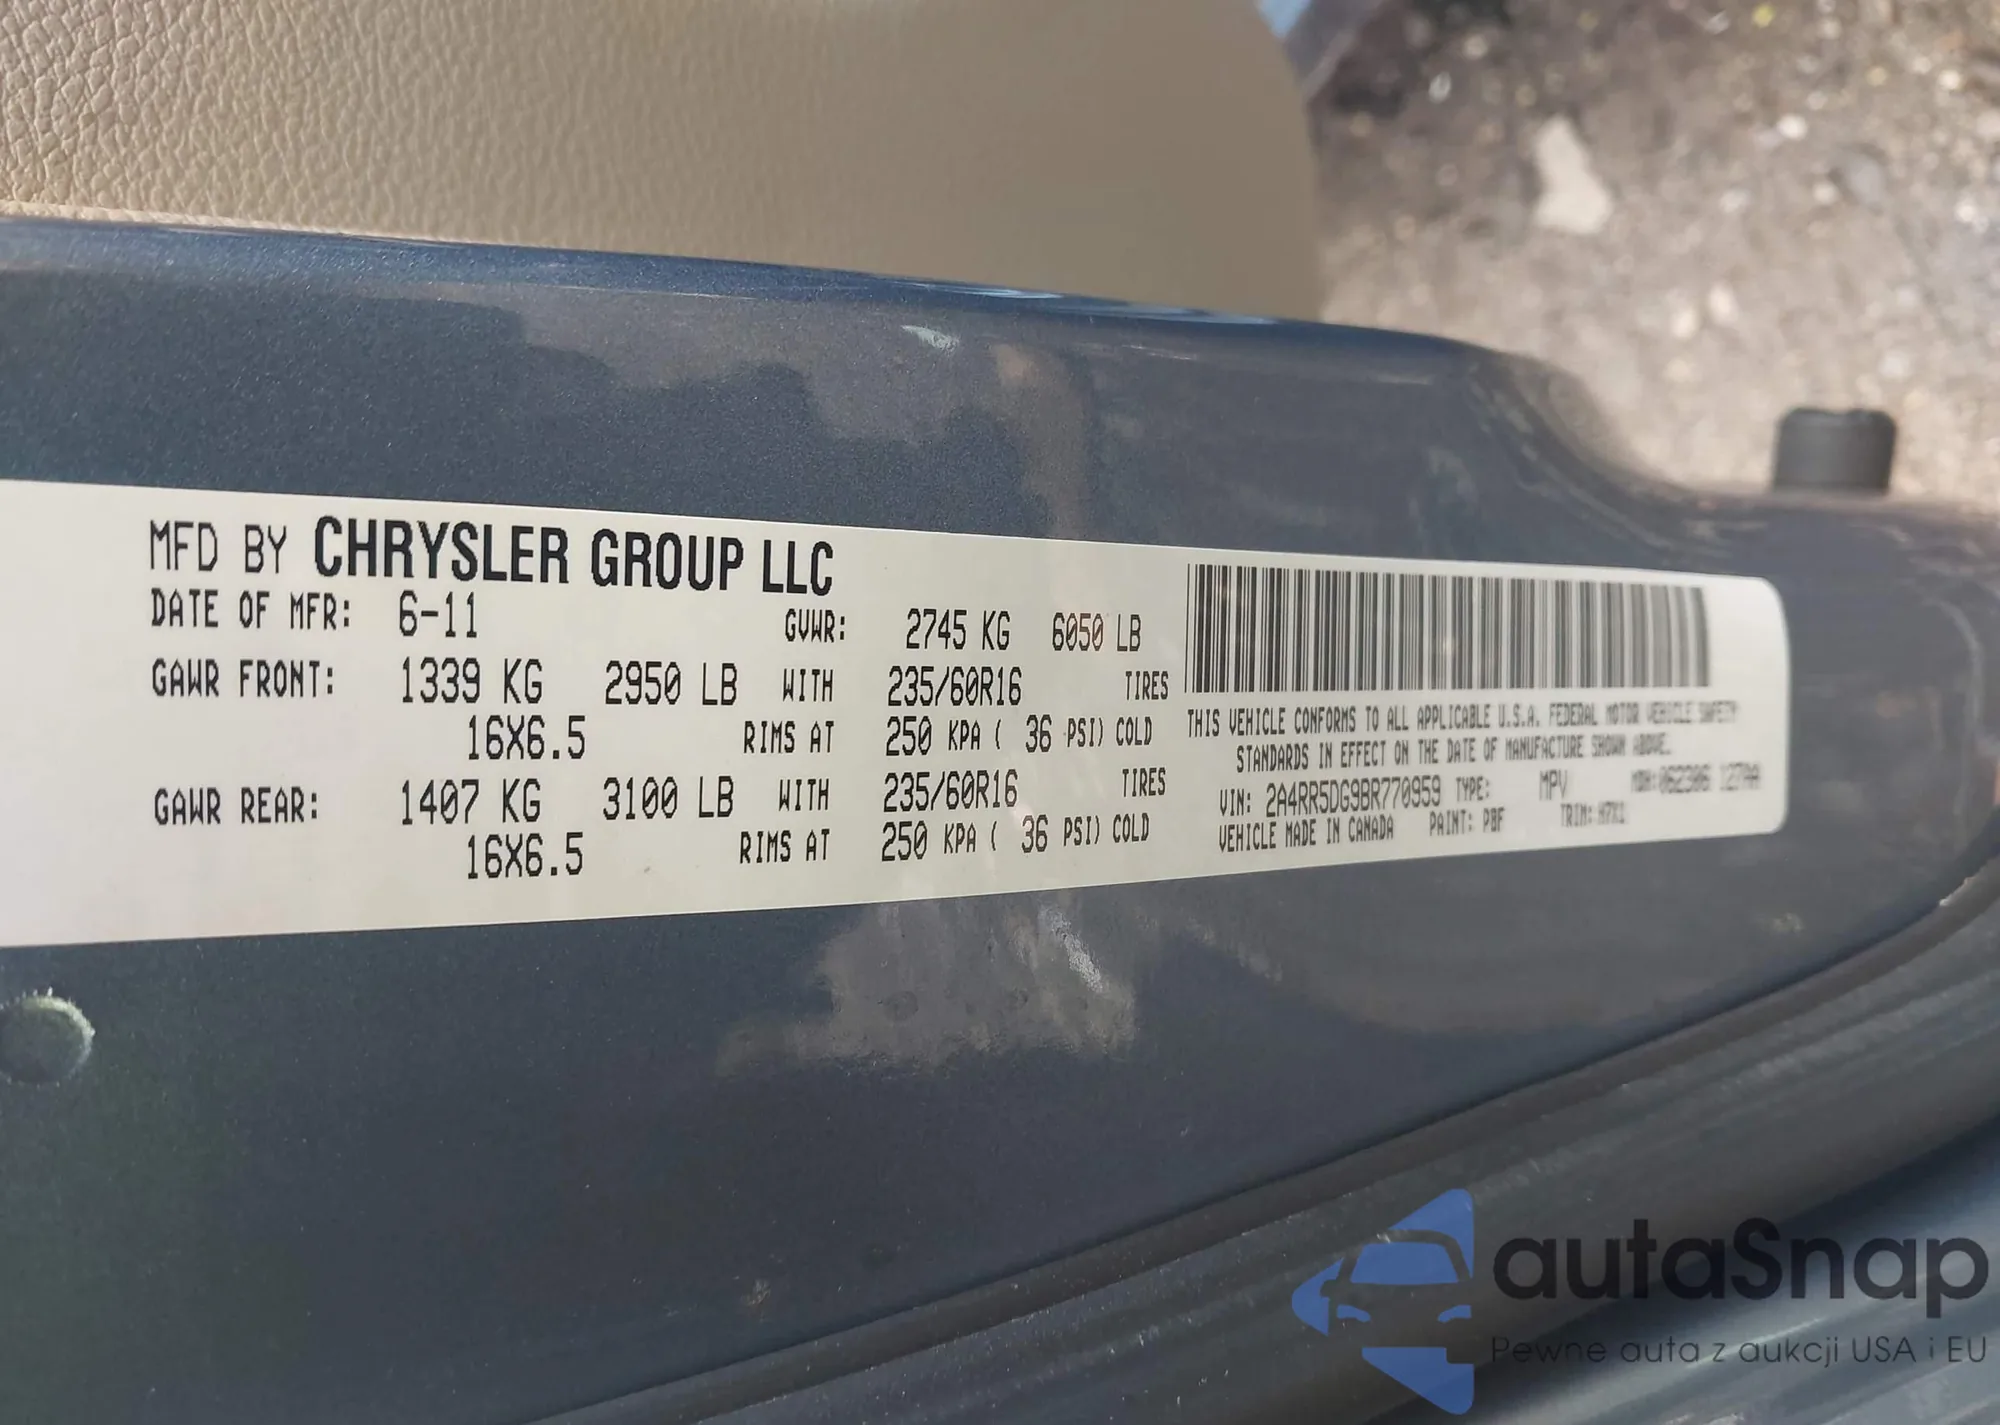 MFD BY CHRYSLER GROUP LLC
DATE OF MFR: 6-11 GVWR: 2745 KG 6050 LB
GAWR FRONT: 1339 KG 2950 LB WITH 235/60R16 TIRES
16X6.5 RIMS AT 250 KPA ( 36 PSI) COLD
GAWR REAR: 1407 KG 3100 LB WITH 235/60R16 TIRES
16X6.5 RIMS AT 250 KPA ( 36 PSI) COLD
THIS VEHICLE CONFORMS TO ALL APPLICABLE U.S.A. FEDERAL MOTOR VEHICLE SAFETY
STANDARDS IN EFFECT ON THE DATE OF MANUFACTURE SHOWN ABOVE.
VIN: 2A4RR5DG9BR770959 TYPE: MPV MDH: 062306 127AA
VEHICLE MADE IN CANADA PAINT: PBF TRIM:
autaSnap
Pewne auta z aukcji USA i EU